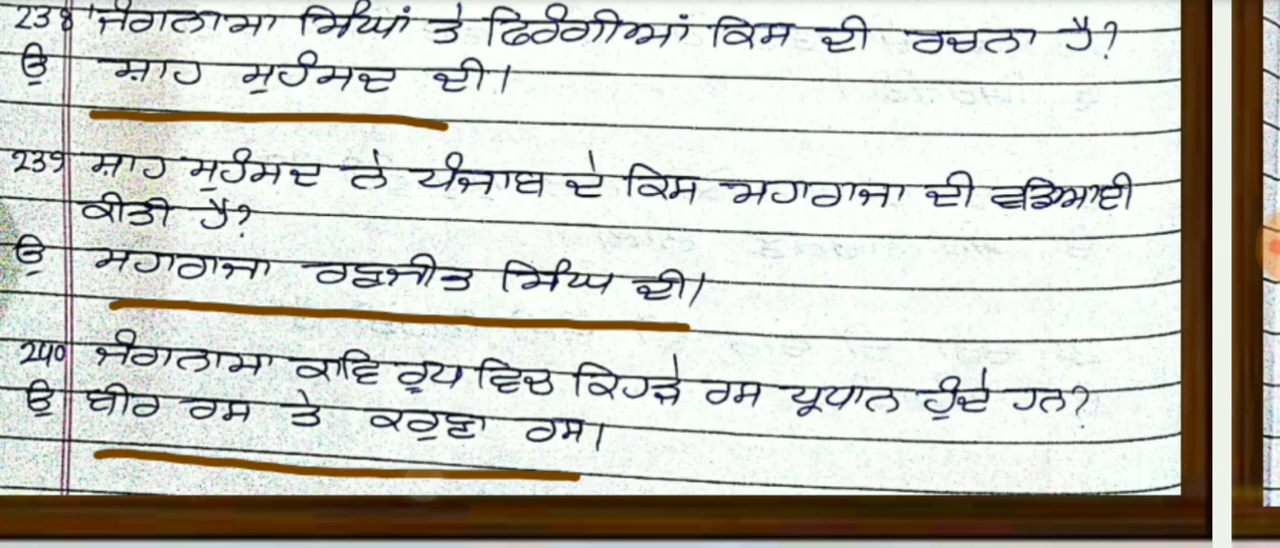 238 'ਜੰਗਨਾਮਾ ਸਿੰਘਾਂ ਤੇ ਫਿਰੰਗੀਆਂ ਕਿਸ ਦੀ ਰਚਨਾ ਹੈ?
ਉ ਸ਼ਾਹ ਮੁਹੰਮਦ ਦੀ।
239 ਸ਼ਾਹ ਮੁਹੰਮਦ ਨੇ ਪੰਜਾਬ ਦੇ ਕਿਸ ਮਹਾਰਾਜਾ ਦੀ ਵਡਿਆਈ
ਕੀਤੀ ਹੈ?
ਉ ਮਹਾਰਾਜਾ ਰਣਜੀਤ ਸਿੰਘ ਦੀ।
240 ਜੰਗਨਾਮਾ ਕਾਵਿ ਰੂਪ ਵਿਚ ਕਿਹੜੇ ਰਸ ਪ੍ਰਧਾਨ ਹੁੰਦੇ ਹਨ?
ਉ ਬੀਰ ਰਸ ਤੇ ਕਰੁਣਾ ਰਸ।